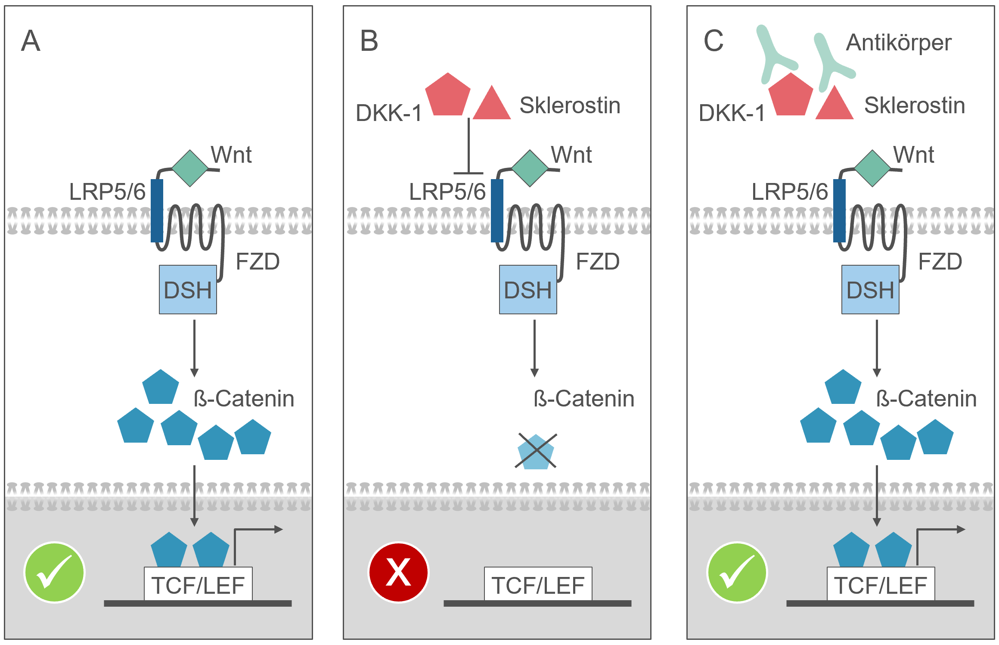 A
Wnt
LRP5/6
FZD
DSH
ß-Catenin
TCF/LEF
B
DKK-1
Sklerostin
Wnt
LRP5/6
FZD
DSH
ß-Catenin
X
TCF/LEF
C
Antikörper
DKK-1
Sklerostin
Wnt
LRP5/6
FZD
DSH
ß-Catenin
TCF/LEF